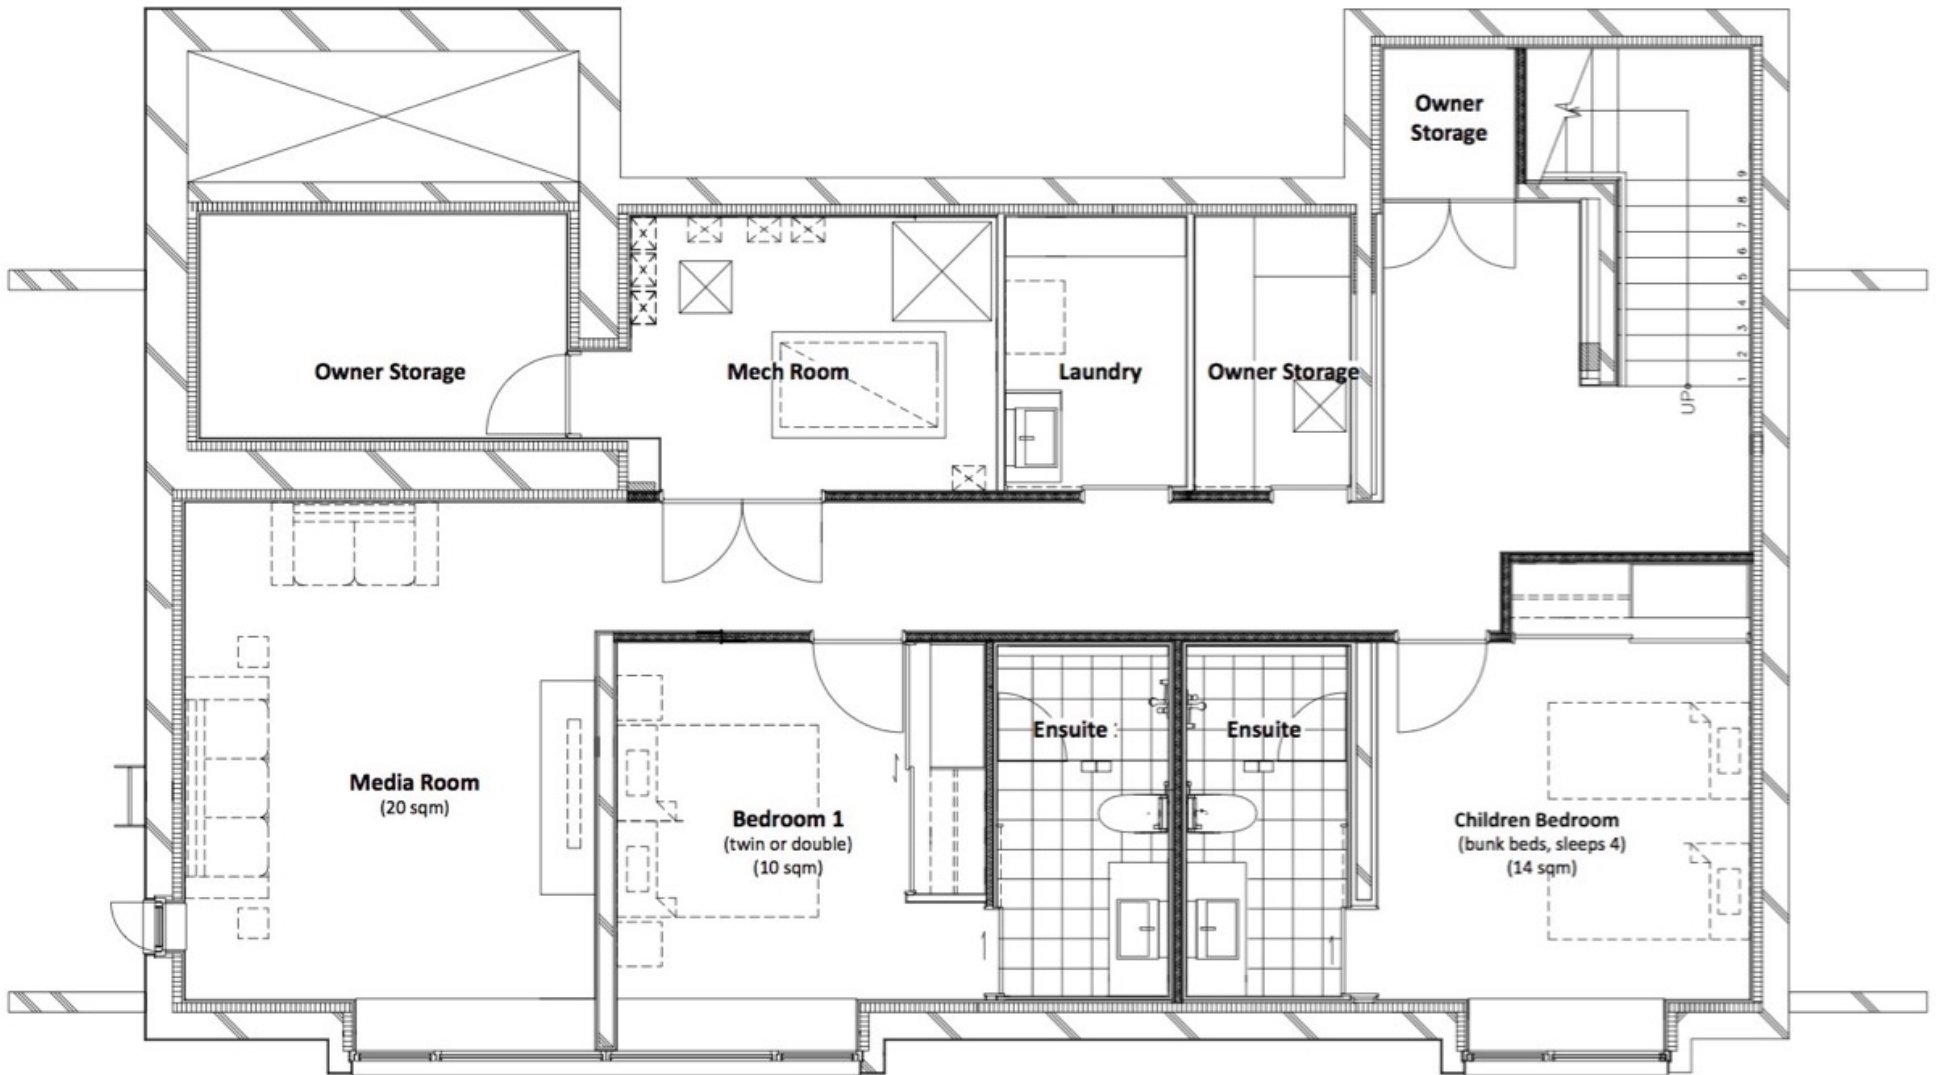 Owner
Storage
9
8
7
6
5
4
3
2
1
UP
Owner Storage
Mech Room
Laundry
Owner Storage
Media Room
(20 sqm)
Bedroom 1
(twin or double)
(10 sqm)
Ensuite
Ensuite
Children Bedroom
(bunk beds, sleeps 4)
(14 sqm)